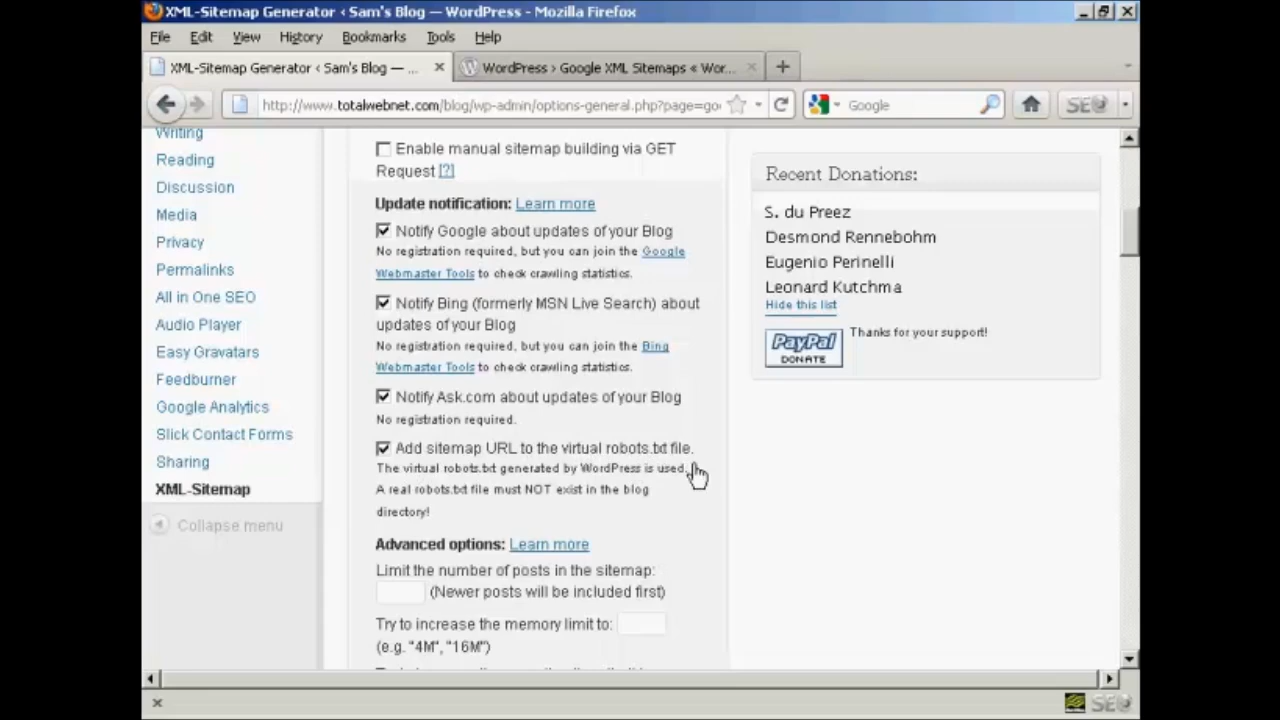 XML-Sitemap Generator ‹ Sam's Blog — WordPress - Mozilla Firefox
File Edit View History Bookmarks Tools Help
XML-Sitemap Generator ‹ Sam's Blog — ... × WordPress › Google XML Sitemaps « Wor... × +
http://www.totalwebnet.com/blog/wp-admin/options-general.php?page=goo Google SEO
Writing
Reading
Discussion
Media
Privacy
Permalinks
All in One SEO
Audio Player
Easy Gravatars
Feedburner
Google Analytics
Slick Contact Forms
Sharing
XML-Sitemap
Collapse menu
Enable manual sitemap building via GET
Request [?]
Update notification: Learn more
Notify Google about updates of your Blog
No registration required, but you can join the Google
Webmaster Tools to check crawling statistics.
Notify Bing (formerly MSN Live Search) about
updates of your Blog
No registration required, but you can join the Bing
Webmaster Tools to check crawling statistics.
Notify Ask.com about updates of your Blog
No registration required.
Add sitemap URL to the virtual robots.txt file.
The virtual robots.txt generated by WordPress is used.
A real robots.txt file must NOT exist in the blog
directory!
Advanced options: Learn more
Limit the number of posts in the sitemap:
(Newer posts will be included first)
Try to increase the memory limit to:
(e.g. "4M", "16M")
Recent Donations:
S. du Preez
Desmond Rennebohm
Eugenio Perinelli
Leonard Kutchma
Hide this list
PayPal Thanks for your support!
DONATE
× SEO